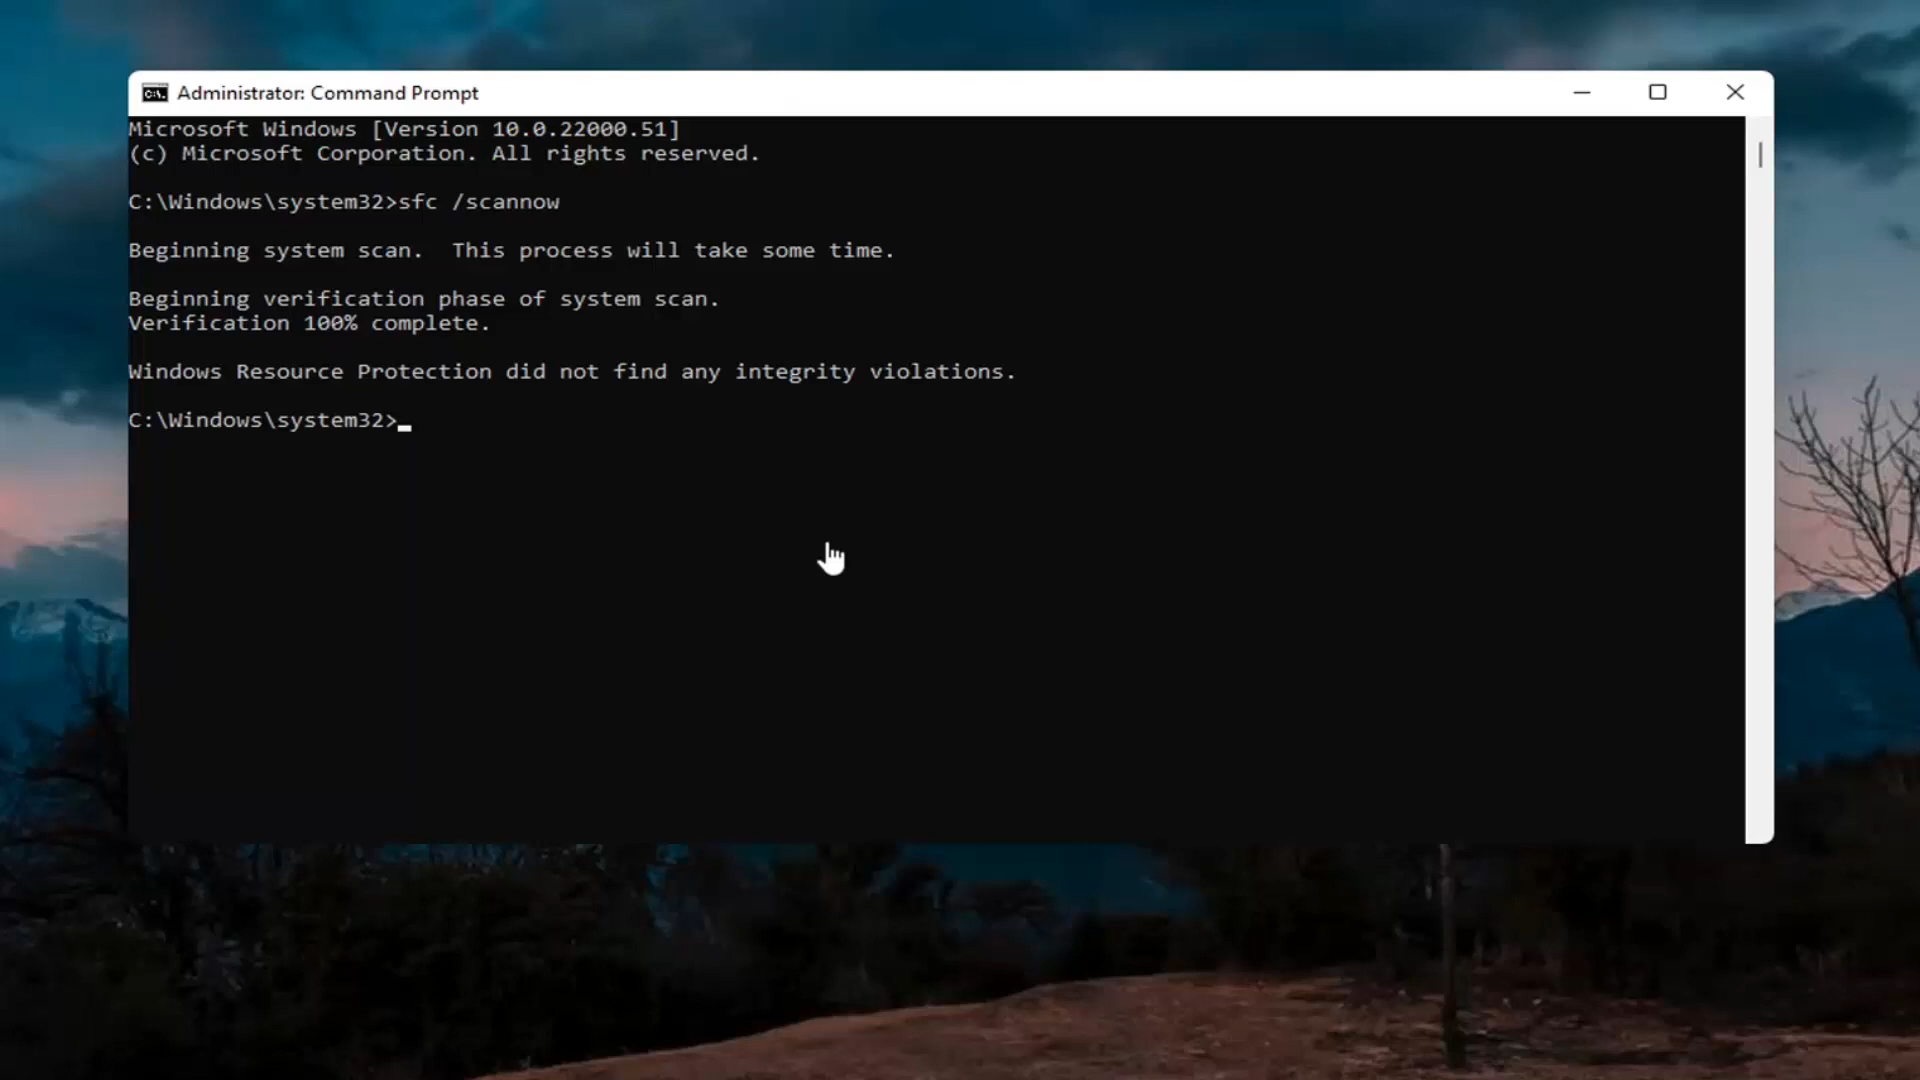 Administrator: Command Prompt
Microsoft Windows [Version 10.0.22000.51]
(c) Microsoft Corporation. All rights reserved.
C:\Windows\system32>sfc /scannow
Beginning system scan.  This process will take some time.
Beginning verification phase of system scan.
Verification 100% complete.
Windows Resource Protection did not find any integrity violations.
C:\Windows\system32>